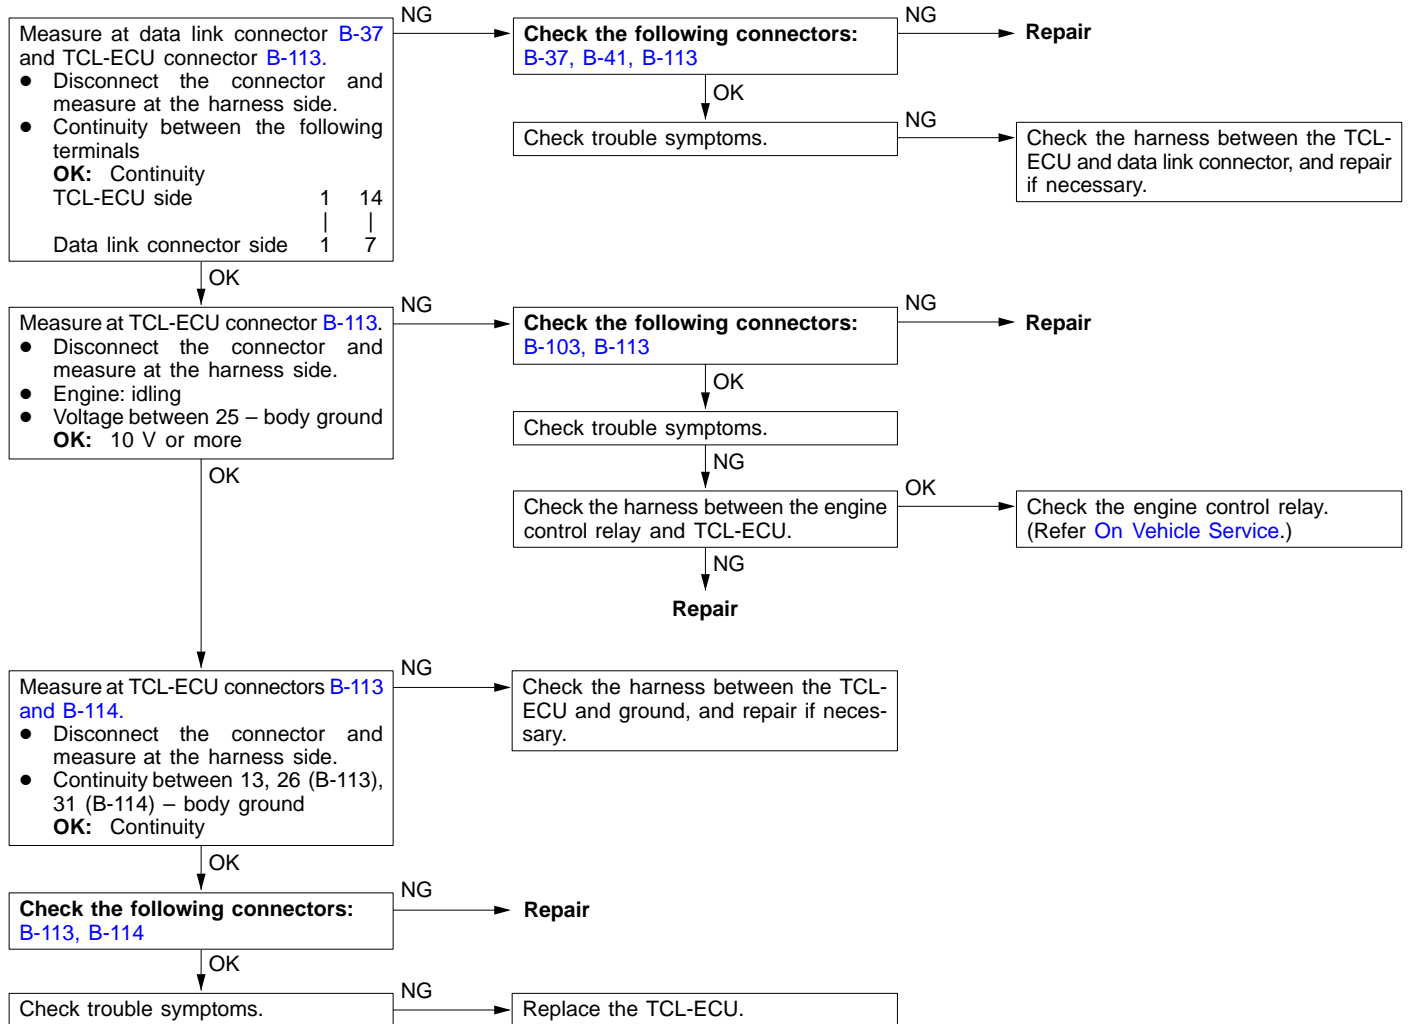 Measure at data link connector B-37
and TCL-ECU connector B-113.
● Disconnect the connector and
measure at the harness side.
● Continuity between the following
terminals
OK: Continuity
TCL-ECU side 1 14
| |
Data link connector side 1 7
NG
Check the following connectors:
B-37, B-41, B-113
NG
Repair
OK
Check trouble symptoms.
NG
Check the harness between the TCL-
ECU and data link connector, and repair
if necessary.
OK
Measure at TCL-ECU connector B-113.
● Disconnect the connector and
measure at the harness side.
● Engine: idling
● Voltage between 25 – body ground
OK: 10 V or more
NG
Check the following connectors:
B-103, B-113
NG
Repair
OK
Check trouble symptoms.
NG
Check the harness between the engine
control relay and TCL-ECU.
OK
Check the engine control relay.
(Refer On Vehicle Service.)
NG
Repair
OK
Measure at TCL-ECU connectors B-113
and B-114.
● Disconnect the connector and
measure at the harness side.
● Continuity between 13, 26 (B-113),
31 (B-114) – body ground
OK: Continuity
NG
Check the harness between the TCL-
ECU and ground, and repair if neces-
sary.
OK
Check the following connectors:
B-113, B-114
NG
Repair
OK
Check trouble symptoms.
NG
Replace the TCL-ECU.